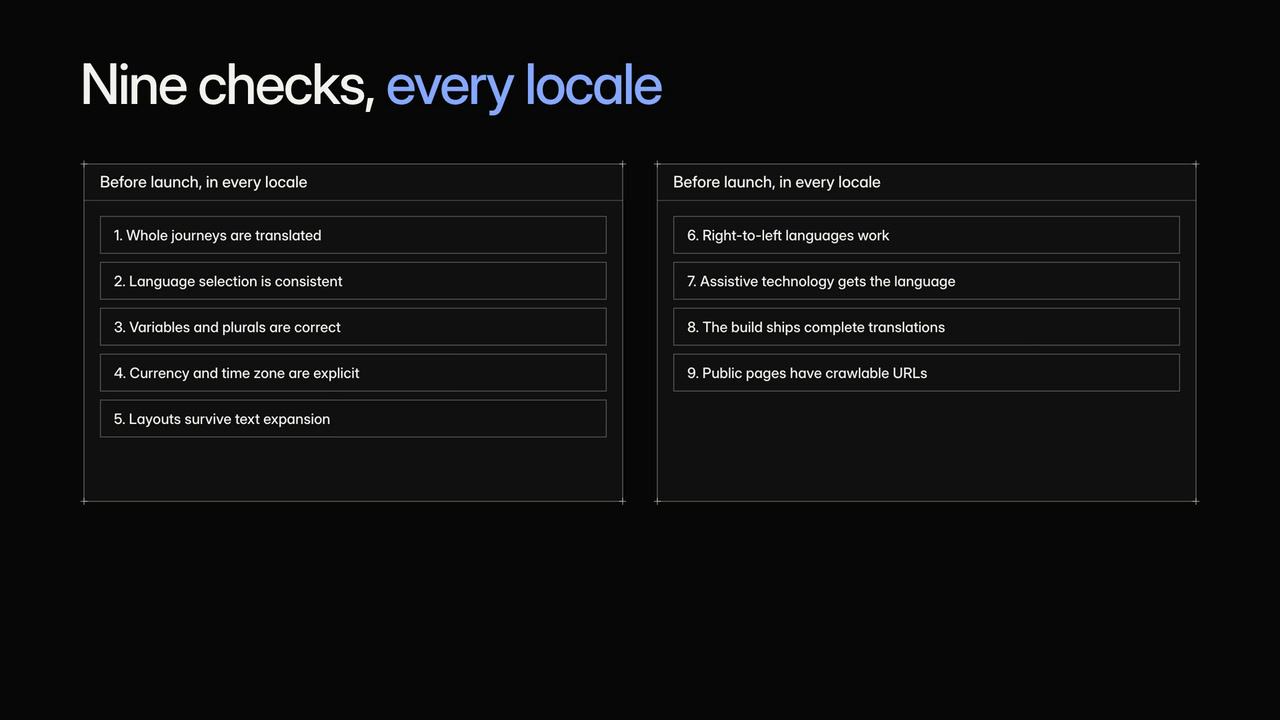 Nine checks, every locale
Before launch, in every locale
1. Whole journeys are translated
2. Language selection is consistent
3. Variables and plurals are correct
4. Currency and time zone are explicit
5. Layouts survive text expansion
Before launch, in every locale
6. Right-to-left languages work
7. Assistive technology gets the language
8. The build ships complete translations
9. Public pages have crawlable URLs